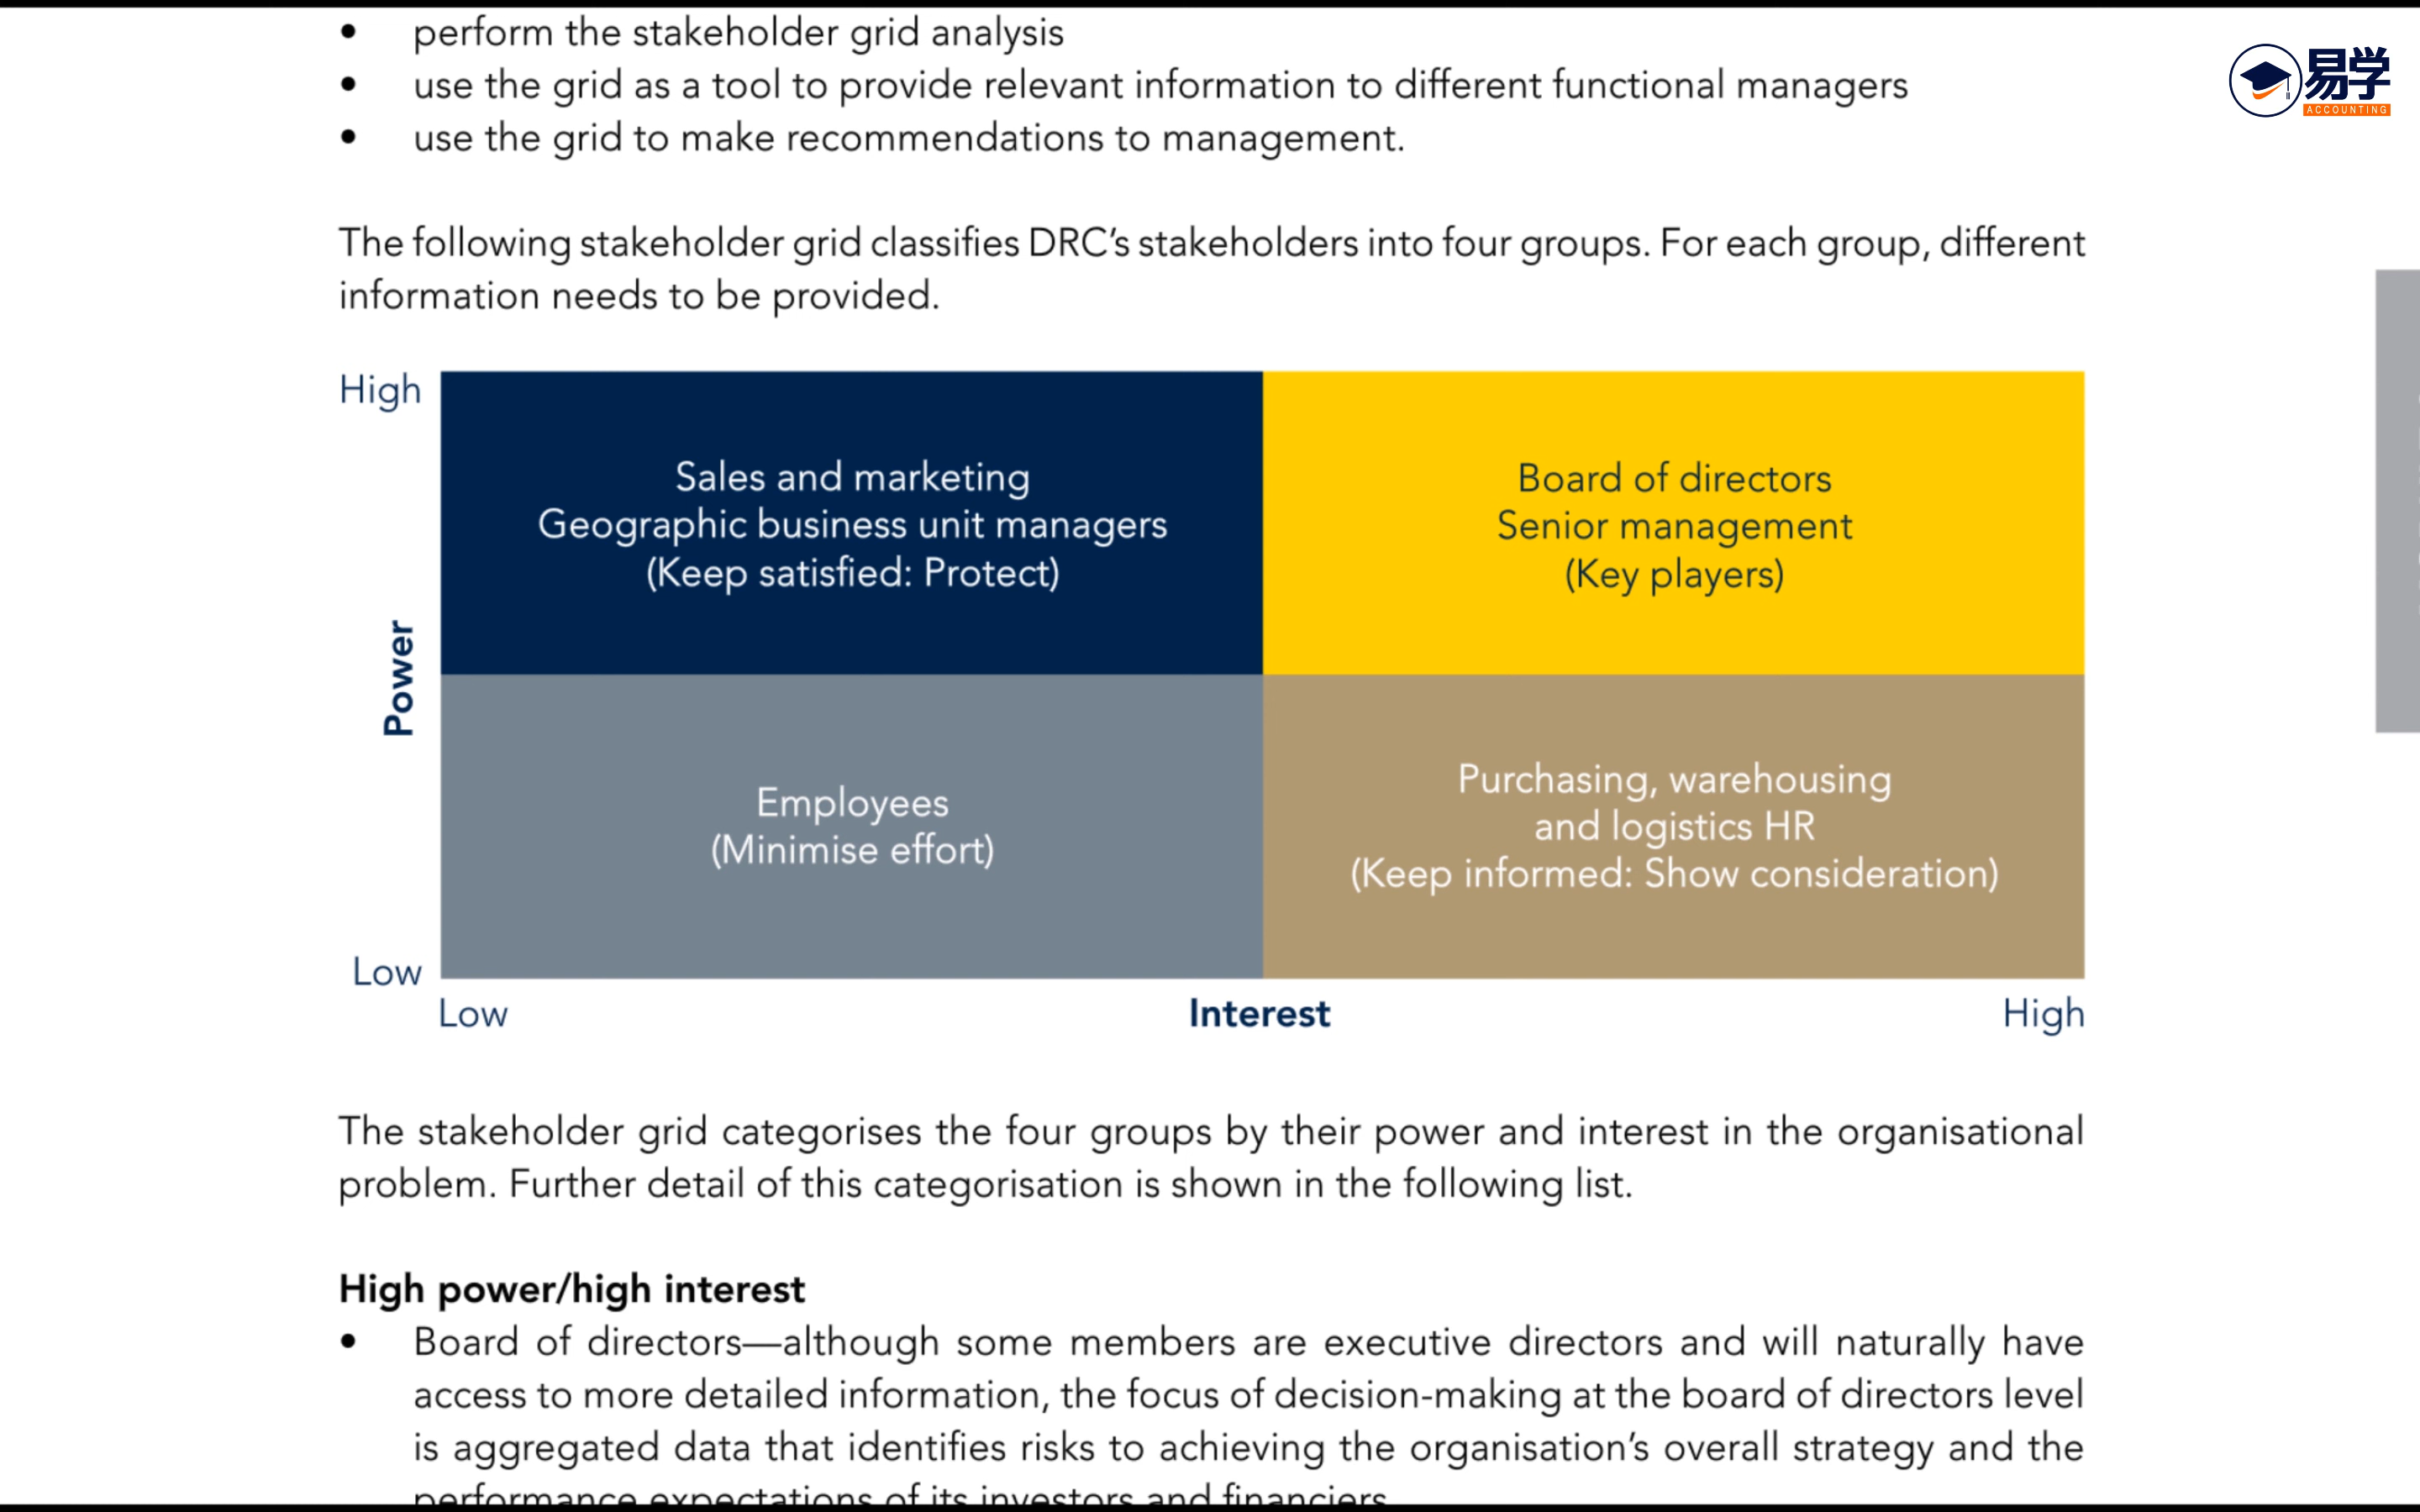 • perform the stakeholder grid analysis
• use the grid as a tool to provide relevant information to different functional managers
• use the grid to make recommendations to management.
易学
ACCOUNTING
The following stakeholder grid classifies DRC’s stakeholders into four groups. For each group, different
information needs to be provided.
High
Sales and marketing
Geographic business unit managers
(Keep satisfied: Protect)
Board of directors
Senior management
(Key players)
Power
Employees
(Minimise effort)
Purchasing, warehousing
and logistics HR
(Keep informed: Show consideration)
Low
Low
Interest
High
The stakeholder grid categorises the four groups by their power and interest in the organisational
problem. Further detail of this categorisation is shown in the following list.
High power/high interest
• Board of directors—although some members are executive directors and will naturally have
access to more detailed information, the focus of decision-making at the board of directors level
is aggregated data that identifies risks to achieving the organisation’s overall strategy and the
performance expectations of its investors and financiers